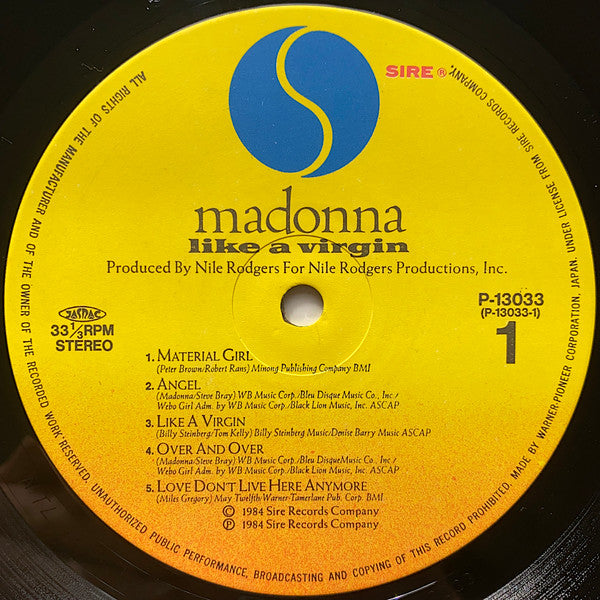 SIRE ®
madonna
like a virgin
Produced By Nile Rodgers For Nile Rodgers Productions, Inc.
JASRAC
33 1/3 RPM
STEREO
P-13033
(P-13033-1)
1
1. MATERIAL GIRL
(Peter Brown/Robert Rans) Minong Publishing Company BMI
2. ANGEL
(Madonna/Steve Bray) WB Music Corp./Bleu Disque Music Co., Inc/
Webo Girl Adm. by WB Music Corp./Black Lion Music, Inc. ASCAP
3. LIKE A VIRGIN
(Billy Steinberg/Tom Kelly) Billy Steinberg Music/Denise Barry Music ASCAP
4. OVER AND OVER
(Madonna/Steve Bray) WB Music Corp./Bleu DisqueMusic Co., Inc/
Webo Girl Adm. by WB Music Corp./Black Lion Music, Inc. ASCAP
5. LOVE DON'T LIVE HERE ANYMORE
(Miles Gregory) May Twelfth/Warner-Tamerlane Pub. Corp. BMI
© 1984 Sire Records Company
℗ 1984 Sire Records Company
ALL RIGHTS OF THE MANUFACTURER AND OF THE OWNER OF THE RECORDED WORK RESERVED. UNAUTHORIZED PUBLIC PERFORMANCE, BROADCASTING AND COPYING OF THIS RECORD PROHIBITED. MADE BY WARNER-PIONEER CORPORATION, JAPAN. UNDER LICENSE FROM SIRE RECORDS COMPANY.